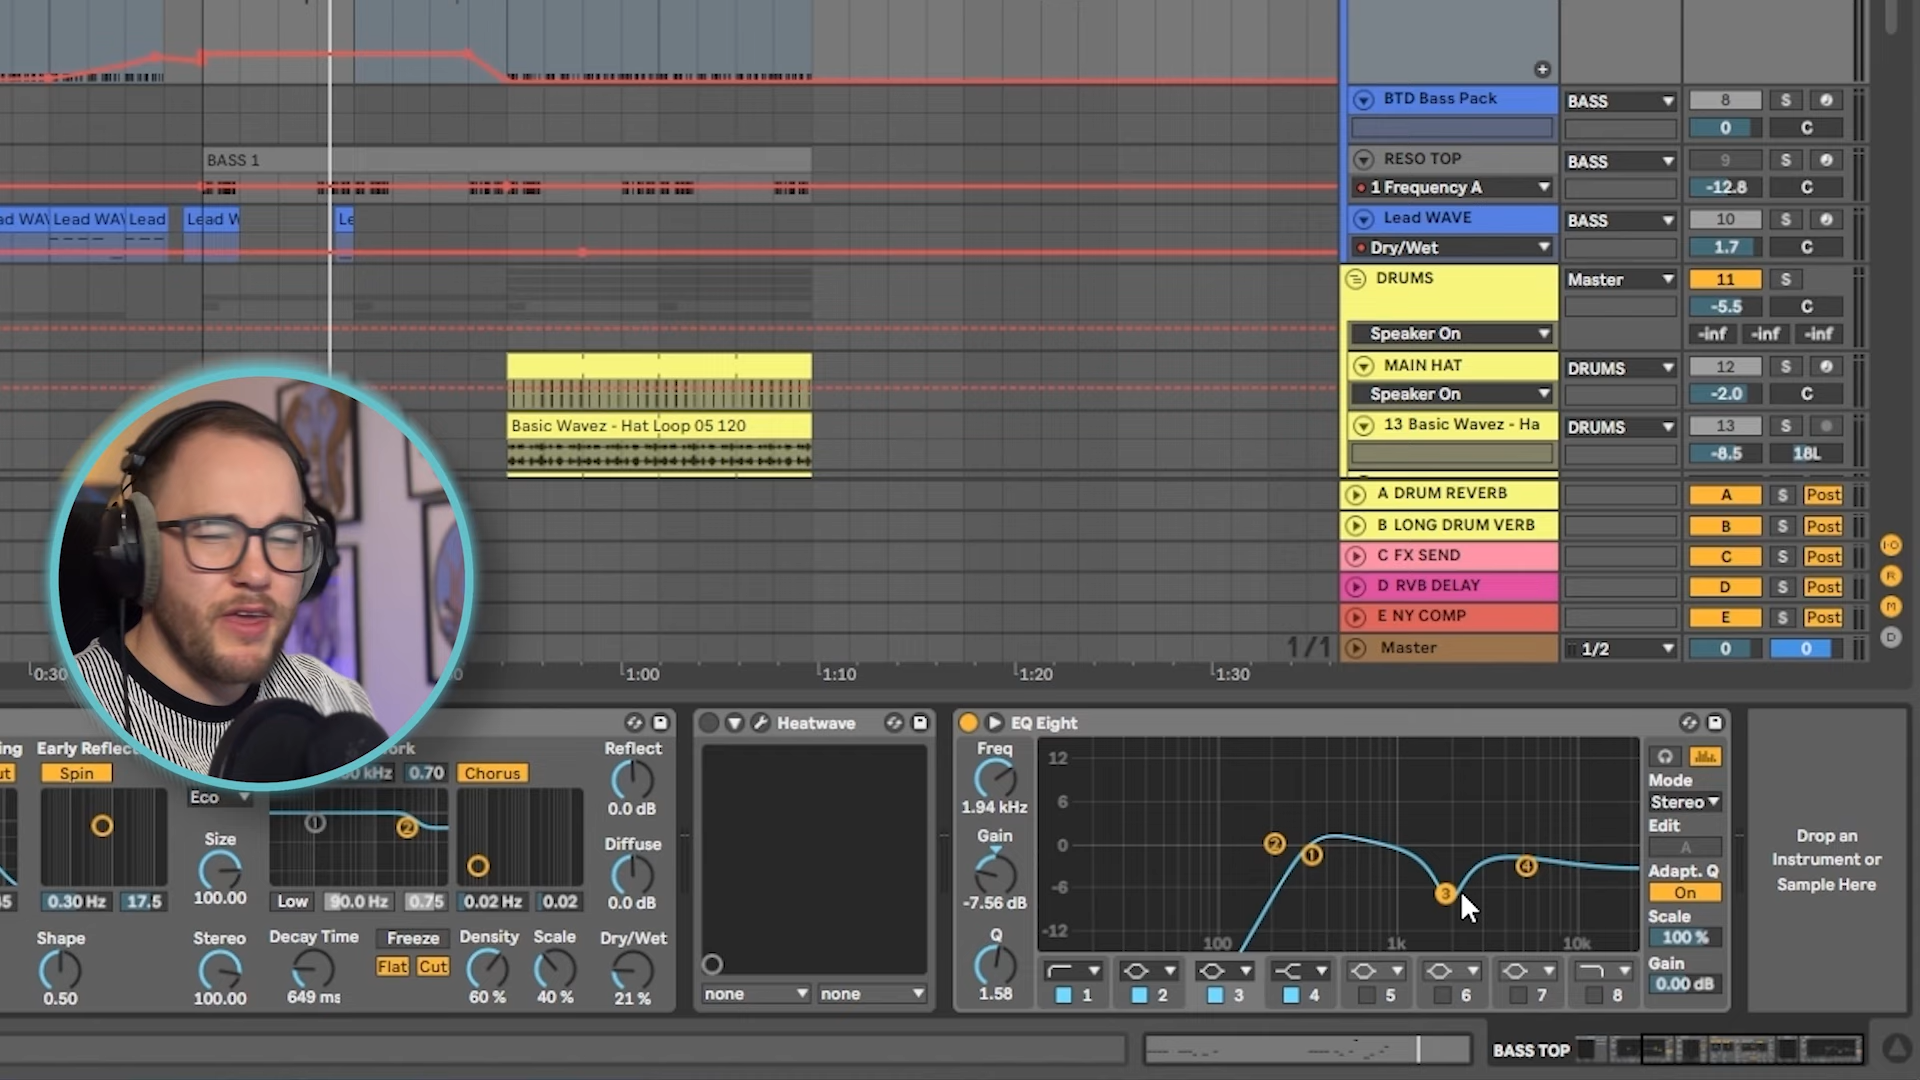 BTD Bass Pack
BASS
8
S
0
C
BASS 1
RESO TOP
BASS
9
S
1 Frequency A
-12.8
C
Lead WAV
Lead
Lead W
Le
Lead WAVE
BASS
10
S
Dry/Wet
1.7
C
DRUMS
Master
11
S
-5.5
C
Speaker On
-inf
-inf
-inf
MAIN HAT
DRUMS
12
S
Speaker On
-2.0
C
Basic Wavez - Hat Loop 05 120
13 Basic Wavez - Ha
DRUMS
13
S
-8.5
18L
A DRUM REVERB
A
S
Post
B LONG DRUM VERB
B
S
Post
C FX SEND
C
S
Post
D RVB DELAY
D
S
Post
E NY COMP
E
S
Post
1/1
Master
1/2
0
0
I-O
R
M
D
0:30
1:00
1:10
1:20
1:30
Early Reflect
Spin
0.30 Hz
17.5
Shape
0.50
Eco
Size
100.00
Stereo
100.00
0.70
Chorus
1
2
Low
90.0 Hz
0.75
0.02 Hz
0.02
Decay Time
649 ms
Freeze
Flat
Cut
Density
60 %
Scale
40 %
Reflect
0.0 dB
Diffuse
0.0 dB
Dry/Wet
21 %
Heatwave
none
none
EQ Eight
Freq
1.94 kHz
Gain
-7.56 dB
Q
1.58
12
6
0
-6
-12
100
1k
10k
2
1
3
4
1
2
3
4
5
6
7
8
Mode
Stereo
Edit
A
Adapt. Q
On
Scale
100 %
Gain
0.00 dB
Drop an
Instrument or
Sample Here
BASS TOP